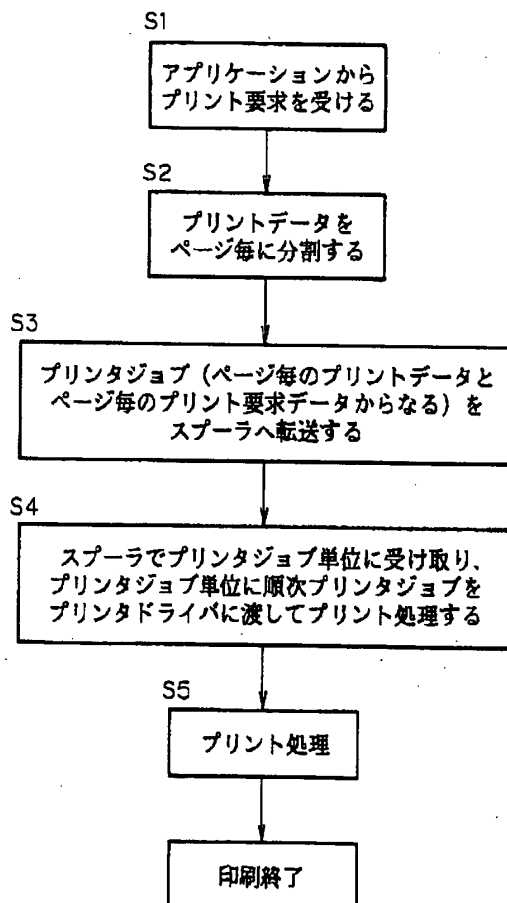 S1
アプリケーションから
プリント要求を受ける
S2
プリントデータを
ページ毎に分割する
S3
プリンタジョブ（ページ毎のプリントデータと
ページ毎のプリント要求データからなる）を
スプーラへ転送する
S4
スプーラでプリンタジョブ単位に受け取り、
プリンタジョブ単位に順次プリンタジョブを
プリンタドライバに渡してプリント処理する
S5
プリント処理
印刷終了